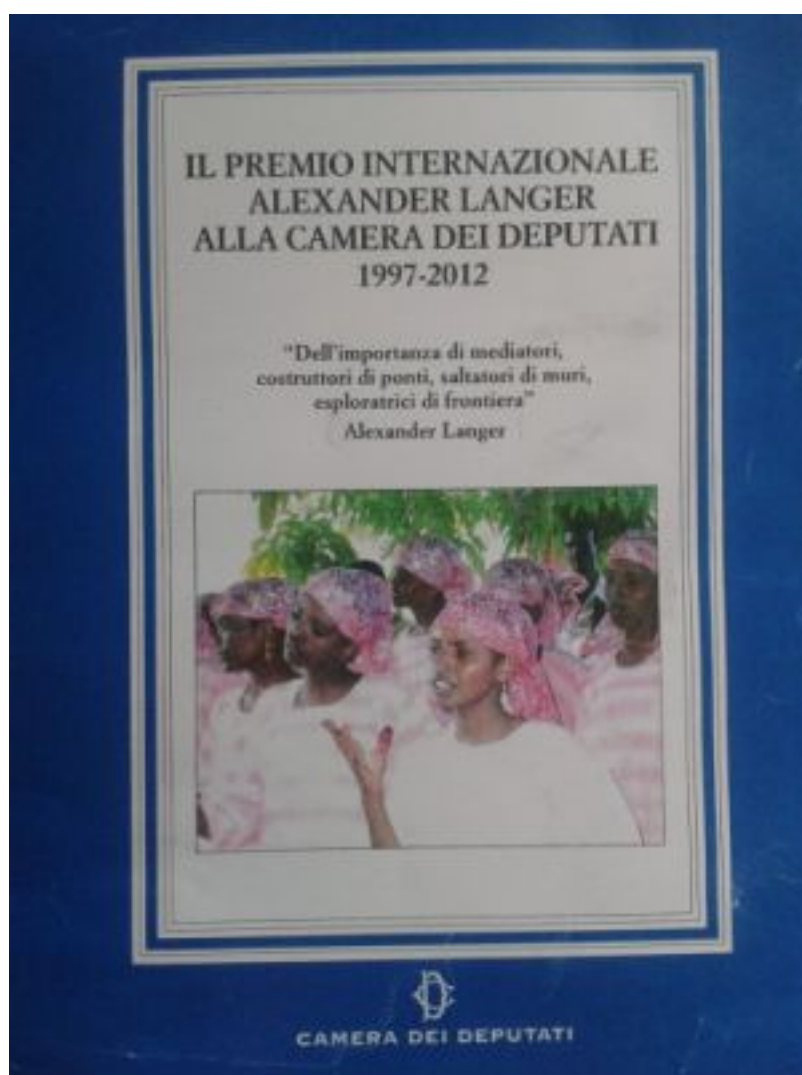 IL PREMIO INTERNAZIONALE
ALEXANDER LANGER
ALLA CAMERA DEI DEPUTATI
1997-2012
“Dell'importanza di mediatori,
costruttori di ponti, saltatori di muri,
esploratrici di frontiera”
Alexander Langer
CAMERA DEI DEPUTATI